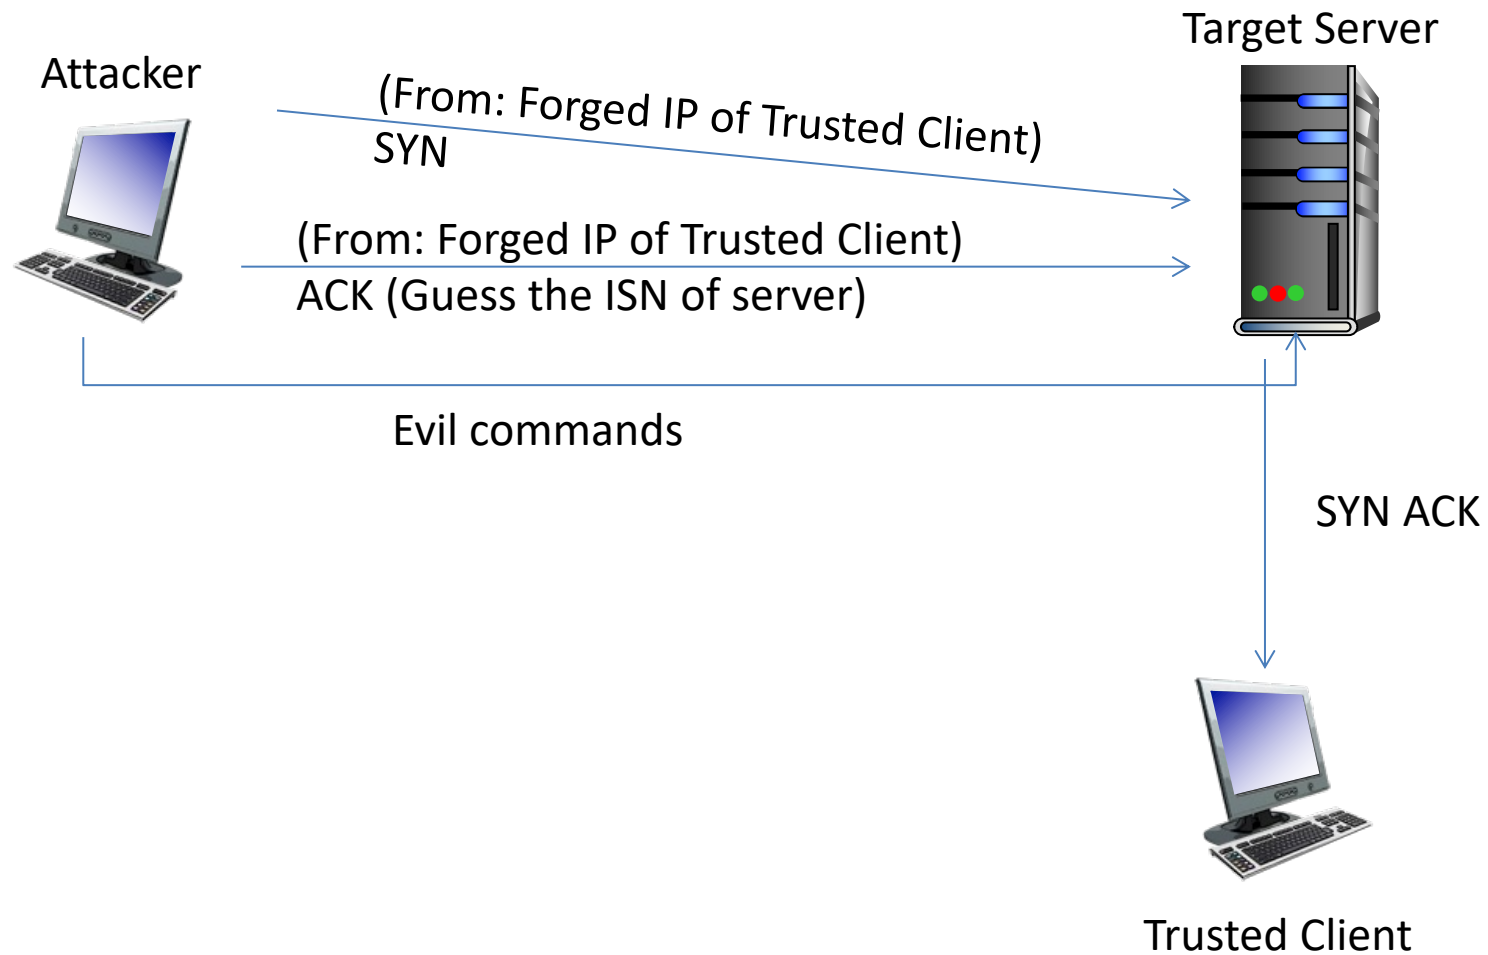 Target Server
Attacker
(From: Forged IP of Trusted Client)
SYN
(From: Forged IP of Trusted Client)
ACK (Guess the ISN of server)
Evil commands
SYN ACK
Trusted Client